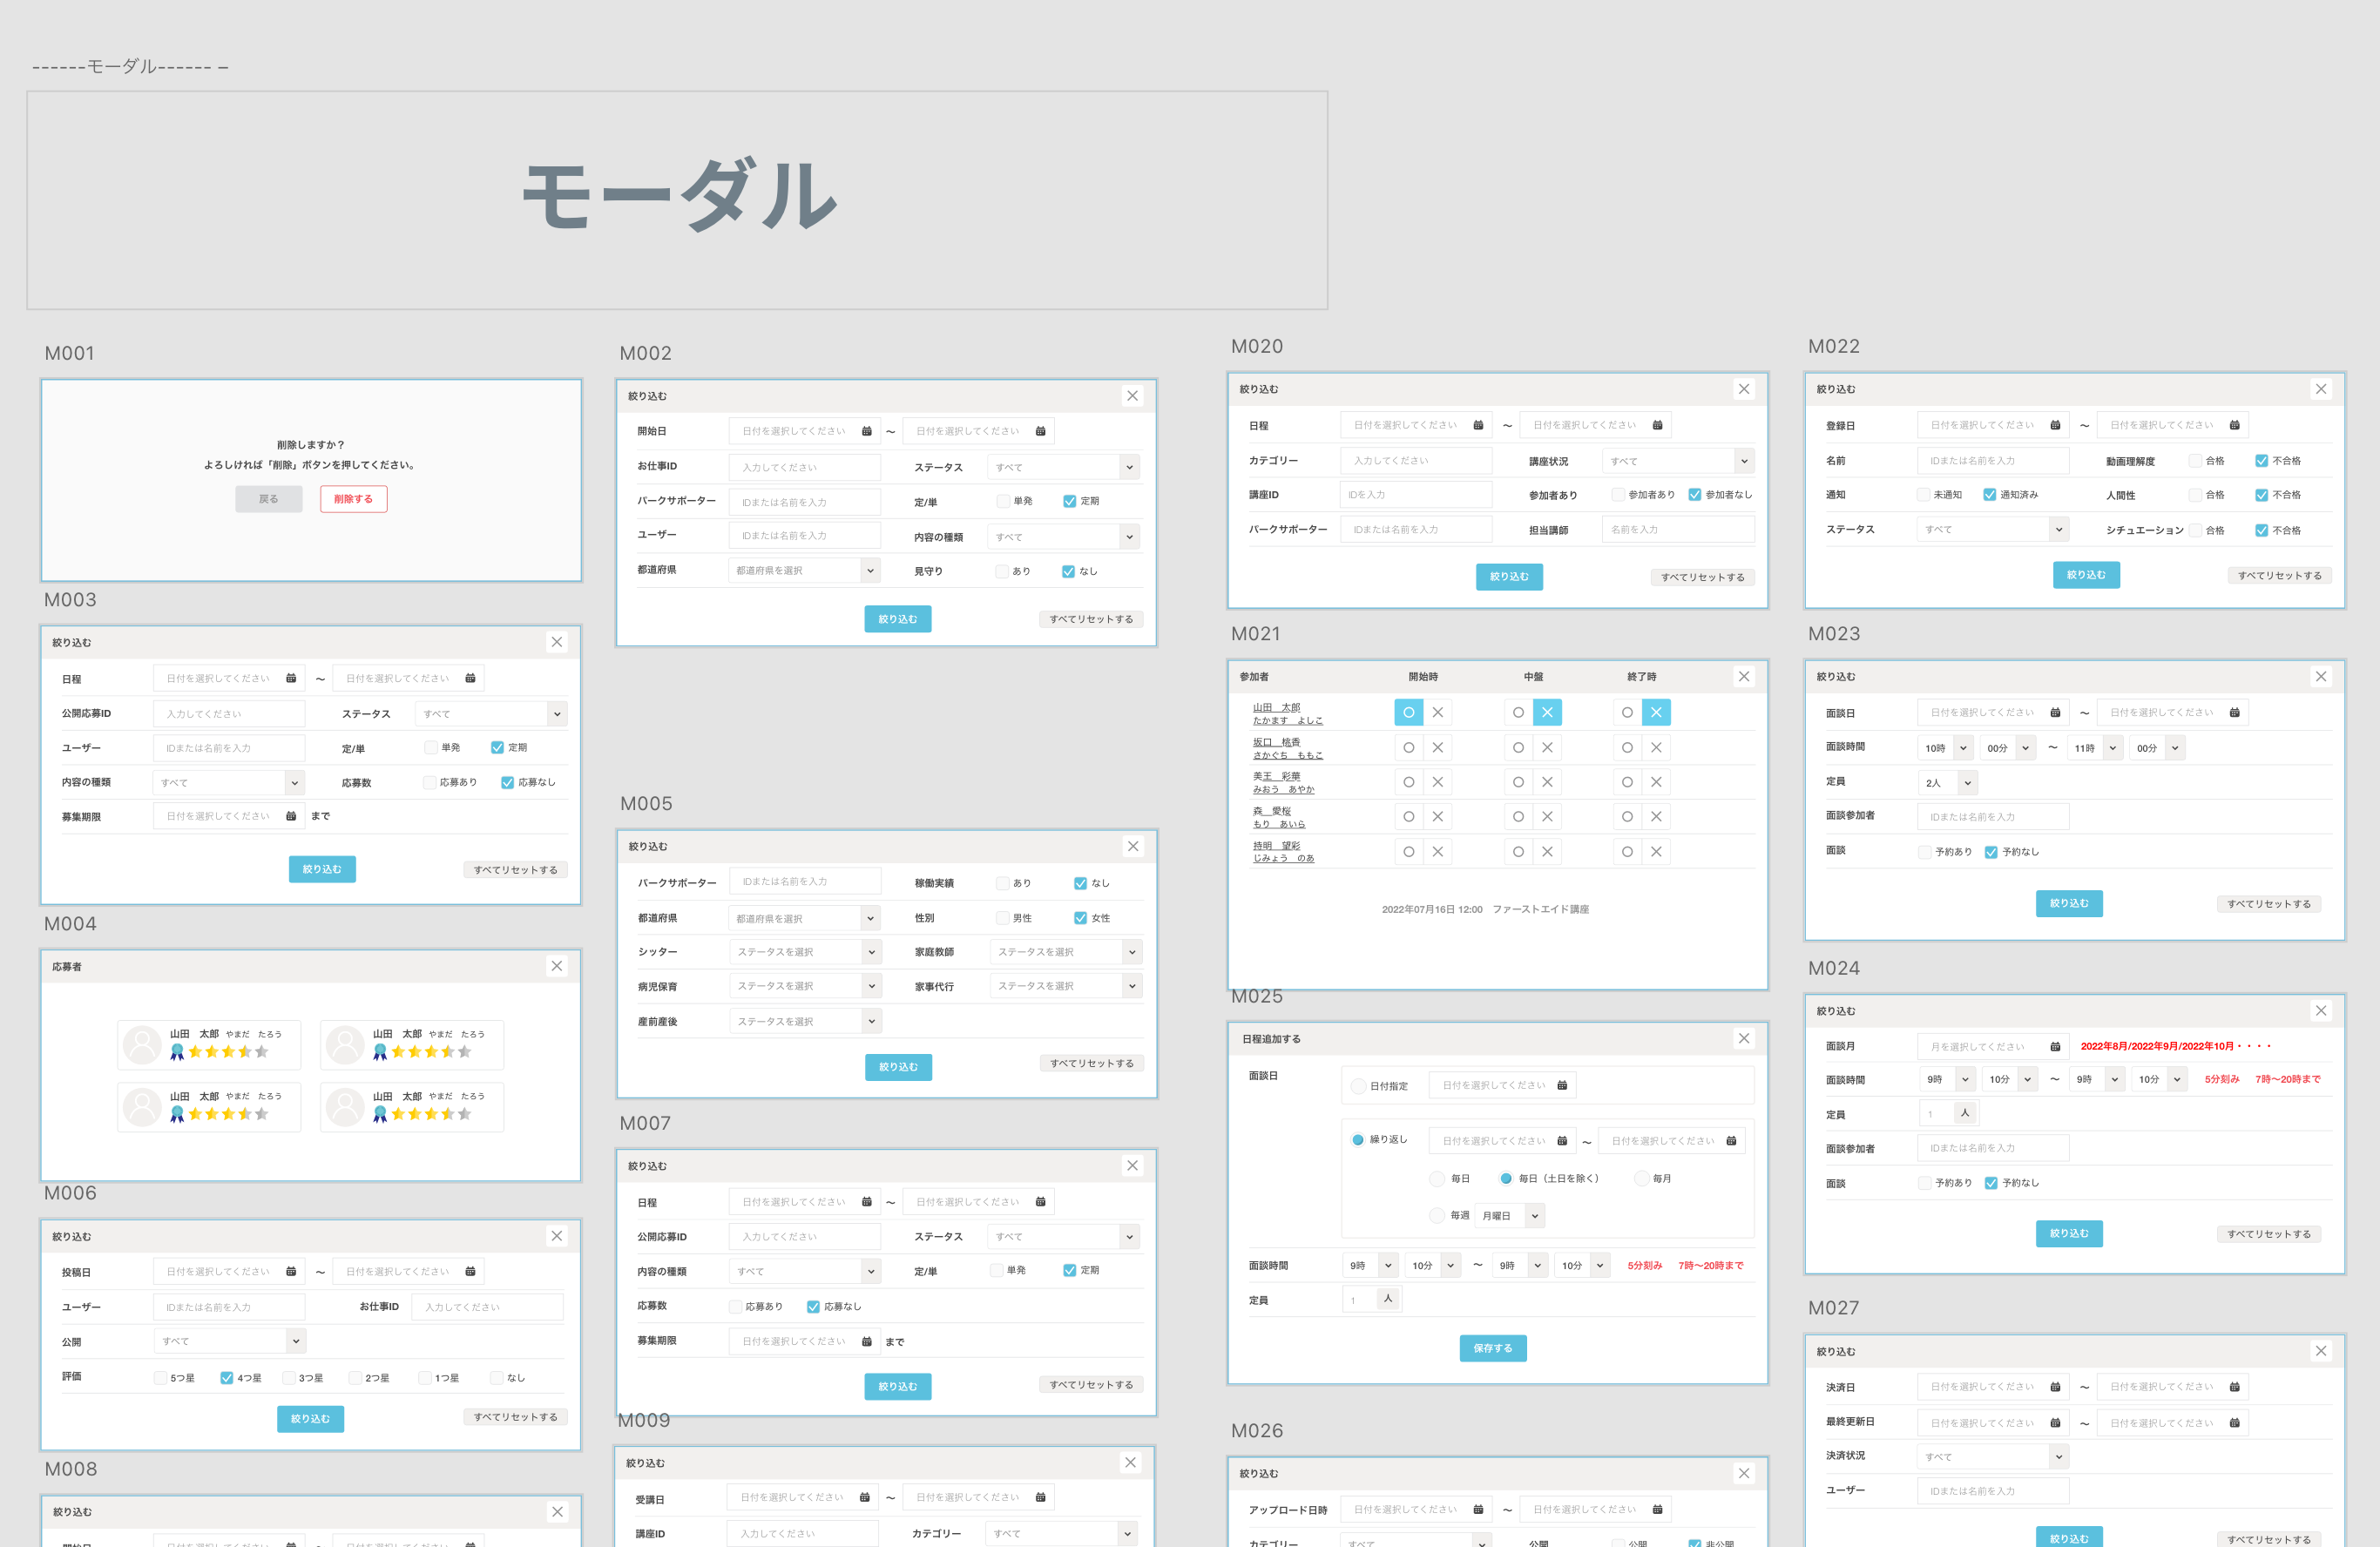 ------モーダル------ –
モーダル
M001
削除しますか？
よろしければ「削除」ボタンを押してください。
戻る 削除する
M002
絞り込む
開始日 日付を選択してください ～ 日付を選択してください
お仕事ID 入力してください ステータス すべて
パークサポーター IDまたは名前を入力 定/単 単発 定期
ユーザー IDまたは名前を入力 内容の種類 すべて
都道府県 都道府県を選択 見守り あり なし
絞り込む すべてリセットする
M003
絞り込む
日程 日付を選択してください ～ 日付を選択してください
公開応募ID 入力してください ステータス すべて
ユーザー IDまたは名前を入力 定/単 単発 定期
内容の種類 すべて 応募数 応募あり 応募なし
募集期限 日付を選択してください まで
絞り込む すべてリセットする
M004
応募者
山田　太郎 やまだ　たろう 山田　太郎 やまだ　たろう
山田　太郎 やまだ　たろう 山田　太郎 やまだ　たろう
M005
絞り込む
パークサポーター IDまたは名前を入力 稼働実績 あり なし
都道府県 都道府県を選択 性別 男性 女性
シッター ステータスを選択 家庭教師 ステータスを選択
病児保育 ステータスを選択 家事代行 ステータスを選択
産前産後 ステータスを選択
絞り込む すべてリセットする
M006
絞り込む
投稿日 日付を選択してください ～ 日付を選択してください
ユーザー IDまたは名前を入力 お仕事ID 入力してください
公開 すべて
評価 5つ星 4つ星 3つ星 2つ星 1つ星 なし
絞り込む すべてリセットする
M007
絞り込む
日程 日付を選択してください ～ 日付を選択してください
公開応募ID 入力してください ステータス すべて
内容の種類 すべて 定/単 単発 定期
応募数 応募あり 応募なし
募集期限 日付を選択してください まで
絞り込む すべてリセットする
M008
絞り込む
M009
絞り込む
受講日 日付を選択してください ～ 日付を選択してください
講座ID 入力してください カテゴリー すべて
M020
絞り込む
日程 日付を選択してください ～ 日付を選択してください
カテゴリー 入力してください 講座状況 すべて
講座ID IDを入力 参加者あり 参加者あり 参加者なし
パークサポーター IDまたは名前を入力 担当講師 名前を入力
絞り込む すべてリセットする
M021
参加者 開始時 中盤 終了時
山田　太郎
たかます　よしこ
坂口　桃香
さかぐち　ももこ
美王　彩華
みおう　あやか
森　愛桜
もり　あいら
持明　望彩
じみょう　のあ
2022年07月16日 12:00　ファーストエイド講座
M025
日程追加する
面談日 日付指定 日付を選択してください
繰り返し 日付を選択してください ～ 日付を選択してください
毎日 毎日（土日を除く） 毎月
毎週 月曜日
面談時間 9時 10分 ～ 9時 10分 5分刻み 7時〜20時まで
定員 1 人
保存する
M026
絞り込む
アップロード日時 日付を選択してください ～ 日付を選択してください
カテゴリー すべて 公開 公開 非公開
M022
絞り込む
登録日 日付を選択してください ～ 日付を選択してください
名前 IDまたは名前を入力 動画理解度 合格 不合格
通知 未通知 通知済み 人間性 合格 不合格
ステータス すべて シチュエーション 合格 不合格
絞り込む すべてリセットする
M023
絞り込む
面談日 日付を選択してください ～ 日付を選択してください
面談時間 10時 00分 ～ 11時 00分
定員 2人
面談参加者 IDまたは名前を入力
面談 予約あり 予約なし
絞り込む すべてリセットする
M024
絞り込む
面談月 月を選択してください 2022年8月/2022年9月/2022年10月・・・・
面談時間 9時 10分 ～ 9時 10分 5分刻み 7時〜20時まで
定員 1 人
面談参加者 IDまたは名前を入力
面談 予約あり 予約なし
絞り込む すべてリセットする
M027
絞り込む
決済日 日付を選択してください ～ 日付を選択してください
最終更新日 日付を選択してください ～ 日付を選択してください
決済状況 すべて
ユーザー IDまたは名前を入力
絞り込む すべてリセットする